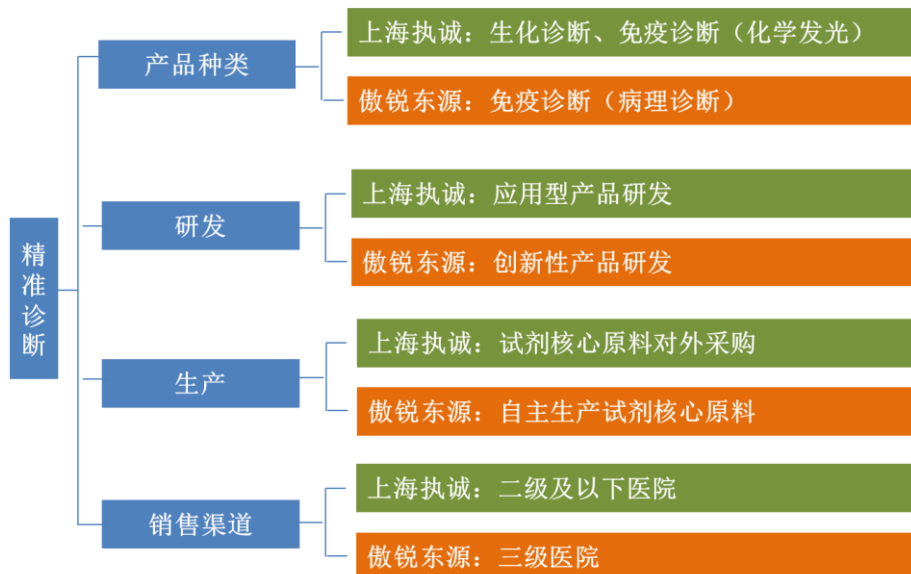 精准诊断
产品种类
上海执诚：生化诊断、免疫诊断（化学发光）
傲锐东源：免疫诊断（病理诊断）
研发
上海执诚：应用型产品研发
傲锐东源：创新性产品研发
生产
上海执诚：试剂核心原料对外采购
傲锐东源：自主生产试剂核心原料
销售渠道
上海执诚：二级及以下医院
傲锐东源：三级医院